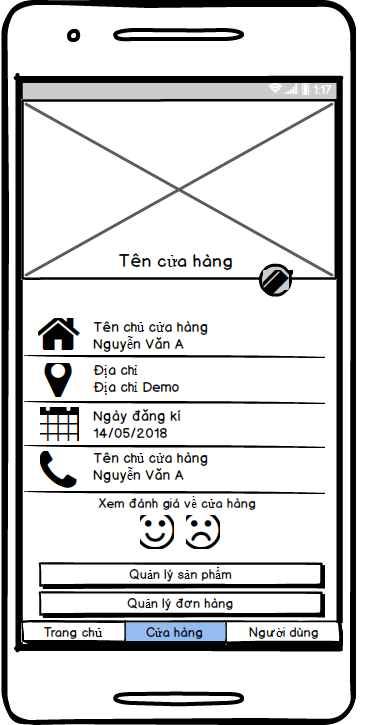 1:17
Tên cửa hàng
Tên chủ cửa hàng
Nguyễn Văn A
Địa chỉ
Địa chỉ Demo
Ngày đăng kí
14/05/2018
Tên chủ cửa hàng
Nguyễn Văn A
Xem đánh giá về cửa hàng
Quản lý sản phẩm
Quản lý đơn hàng
Trang chủ Cửa hàng Người dùng